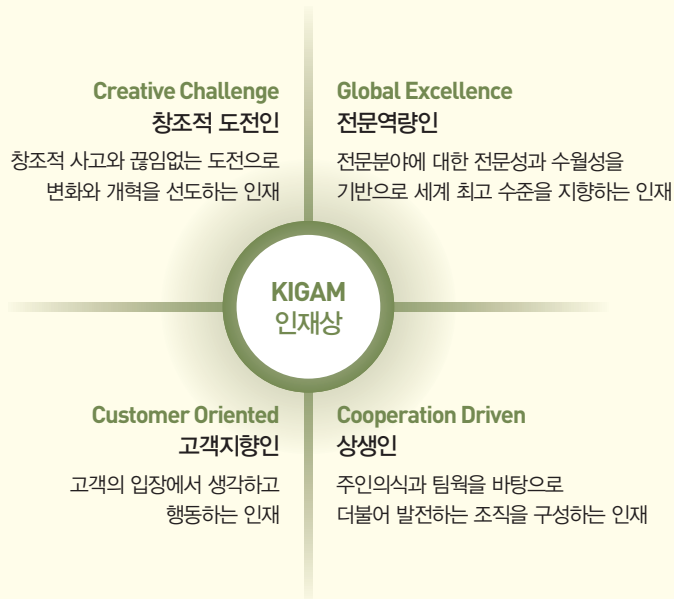 Creative Challenge
창조적 도전인
창조적 사고와 끊임없는 도전으로
변화와 개혁을 선도하는 인재
Global Excellence
전문역량인
전문분야에 대한 전문성과 수월성을
기반으로 세계 최고 수준을 지향하는 인재
KIGAM
인재상
Customer Oriented
고객지향인
고객의 입장에서 생각하고
행동하는 인재
Cooperation Driven
상생인
주인의식과 팀웍을 바탕으로
더불어 발전하는 조직을 구성하는 인재